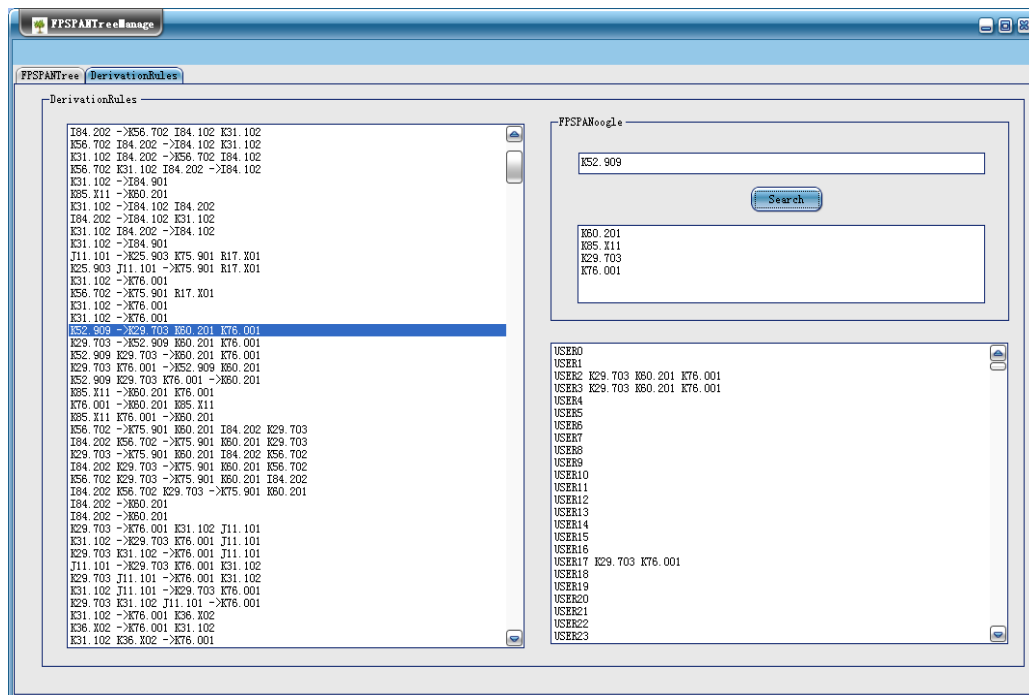 FPSPANTreeManage
FPSPANTree DerivationRules
DerivationRules
I84.202 ->K56.702 I84.102 K31.102
K56.702 I84.202 ->I84.102 K31.102
K31.102 I84.202 ->K56.702 I84.102
K56.702 K31.102 I84.202 ->I84.102
K31.102 ->I84.901
K85.X11 ->K60.201
K31.102 ->I84.102 I84.202
I84.202 ->I84.102 K31.102
K31.102 I84.202 ->I84.102
K31.102 ->I84.901
J11.101 ->K25.903 K75.901 R17.X01
K25.903 J11.101 ->K75.901 R17.X01
K31.102 ->K76.001
K56.702 ->K75.901 R17.X01
K31.102 ->K76.001
K31.102 ->K76.001
K52.909 ->K29.703 K60.201 K76.001
K29.703 ->K52.909 K60.201 K76.001
K52.909 K29.703 ->K60.201 K76.001
K29.703 K76.001 ->K52.909 K60.201
K52.909 K29.703 K76.001 ->K60.201
K85.X11 ->K60.201 K76.001
K76.001 ->K60.201 K85.X11
K85.X11 K76.001 ->K60.201
K56.702 ->K75.901 K60.201 I84.202 K29.703
I84.202 K56.702 ->K75.901 K60.201 K29.703
K29.703 ->K75.901 K60.201 I84.202 K56.702
I84.202 K29.703 ->K75.901 K60.201 K56.702
K56.702 K29.703 ->K75.901 K60.201 I84.202
I84.202 K56.702 K29.703 ->K75.901 K60.201
I84.202 ->K60.201
I84.202 ->K60.201
K29.703 ->K76.001 K31.102 J11.101
K31.102 ->K29.703 K76.001 J11.101
K29.703 K31.102 ->K76.001 J11.101
J11.101 ->K29.703 K76.001 K31.102
K29.703 J11.101 ->K76.001 K31.102
K31.102 J11.101 ->K29.703 K76.001
K29.703 K31.102 J11.101 ->K76.001
K31.102 ->K76.001 K36.X02
K36.X02 ->K76.001 K31.102
K31.102 K36.X02 ->K76.001
FPSPANoogle
K52.909
Search
K60.201
K85.X11
K29.703
K76.001
USER0
USER1
USER2 K29.703 K60.201 K76.001
USER3 K29.703 K60.201 K76.001
USER4
USER5
USER6
USER7
USER8
USER9
USER10
USER11
USER12
USER13
USER14
USER15
USER16
USER17 K29.703 K76.001
USER18
USER19
USER20
USER21
USER22
USER23